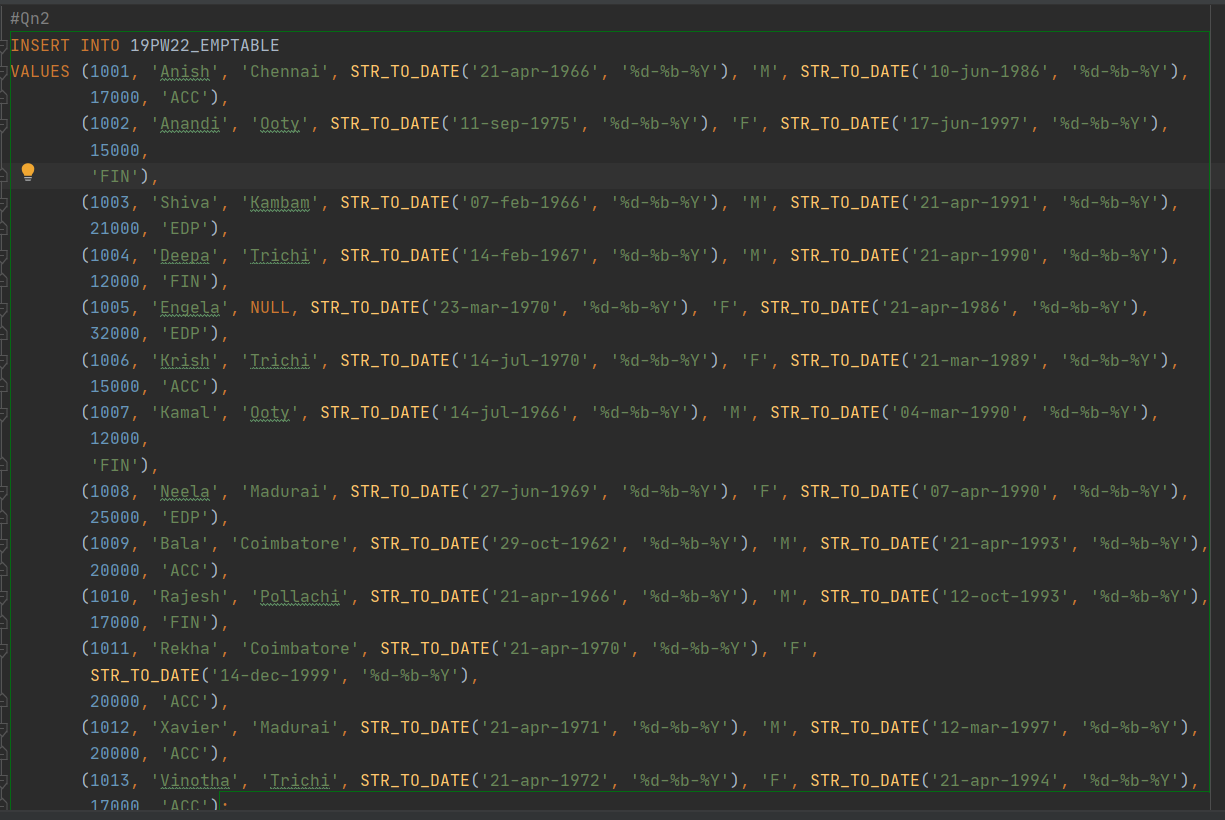 #Qn2
INSERT INTO 19PW22_EMPTABLE
VALUES (1001, 'Anish', 'Chennai', STR_TO_DATE('21-apr-1966', '%d-%b-%Y'), 'M', STR_TO_DATE('10-jun-1986', '%d-%b-%Y'),
17000, 'ACC'),
(1002, 'Anandi', 'Ooty', STR_TO_DATE('11-sep-1975', '%d-%b-%Y'), 'F', STR_TO_DATE('17-jun-1997', '%d-%b-%Y'),
15000,
'FIN'),
(1003, 'Shiva', 'Kambam', STR_TO_DATE('07-feb-1966', '%d-%b-%Y'), 'M', STR_TO_DATE('21-apr-1991', '%d-%b-%Y'),
21000, 'EDP'),
(1004, 'Deepa', 'Trichi', STR_TO_DATE('14-feb-1967', '%d-%b-%Y'), 'M', STR_TO_DATE('21-apr-1990', '%d-%b-%Y'),
12000, 'FIN'),
(1005, 'Engela', NULL, STR_TO_DATE('23-mar-1970', '%d-%b-%Y'), 'F', STR_TO_DATE('21-apr-1986', '%d-%b-%Y'),
32000, 'EDP'),
(1006, 'Krish', 'Trichi', STR_TO_DATE('14-jul-1970', '%d-%b-%Y'), 'F', STR_TO_DATE('21-mar-1989', '%d-%b-%Y'),
15000, 'ACC'),
(1007, 'Kamal', 'Ooty', STR_TO_DATE('14-jul-1966', '%d-%b-%Y'), 'M', STR_TO_DATE('04-mar-1990', '%d-%b-%Y'),
12000,
'FIN'),
(1008, 'Neela', 'Madurai', STR_TO_DATE('27-jun-1969', '%d-%b-%Y'), 'F', STR_TO_DATE('07-apr-1990', '%d-%b-%Y'),
25000, 'EDP'),
(1009, 'Bala', 'Coimbatore', STR_TO_DATE('29-oct-1962', '%d-%b-%Y'), 'M', STR_TO_DATE('21-apr-1993', '%d-%b-%Y'),
20000, 'ACC'),
(1010, 'Rajesh', 'Pollachi', STR_TO_DATE('21-apr-1966', '%d-%b-%Y'), 'M', STR_TO_DATE('12-oct-1993', '%d-%b-%Y'),
17000, 'FIN'),
(1011, 'Rekha', 'Coimbatore', STR_TO_DATE('21-apr-1970', '%d-%b-%Y'), 'F',
STR_TO_DATE('14-dec-1999', '%d-%b-%Y'),
20000, 'ACC'),
(1012, 'Xavier', 'Madurai', STR_TO_DATE('21-apr-1971', '%d-%b-%Y'), 'M', STR_TO_DATE('12-mar-1997', '%d-%b-%Y'),
20000, 'ACC'),
(1013, 'Vinotha', 'Trichi', STR_TO_DATE('21-apr-1972', '%d-%b-%Y'), 'F', STR_TO_DATE('21-apr-1994', '%d-%b-%Y'),
17000, 'ACC');